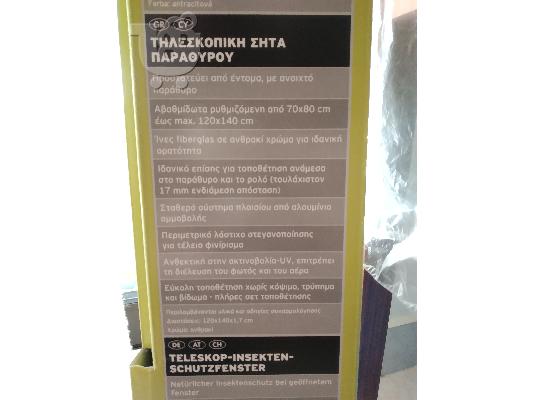 Farba: antracitová
GR CY
ΤΗΛΕΣΚΟΠΙΚΗ ΣΗΤΑ
ΠΑΡΑΘΥΡΟΥ
Προστατεύει από έντομα, με ανοιχτό
παράθυρο
Αβαθμίδωτα ρυθμιζόμενη από 70x80 cm
έως max. 120x140 cm
Ίνες fiberglas σε ανθρακί χρώμα για ιδανική
ορατότητα
Ιδανικό επίσης για τοποθέτηση ανάμεσα
στο παράθυρο και το ρολό (τουλάχιστον
17 mm ενδιάμεση απόσταση)
Σταθερό σύστημα πλαισίου από αλουμίνιο
αμμοβολής
Περιμετρικό λάστιχο στεγανοποίησης
για τέλειο φινίρισμα
Ανθεκτική στην ακτινοβολία-UV, επιτρέπει
τη διέλευση του φωτός και του αέρα
Εύκολη τοποθέτηση χωρίς κόψιμο, τρύπημα
και βίδωμα - πλήρες σετ τοποθέτησης
Περιλαμβάνονται υλικά και οδηγίες συναρμολόγησης
Διαστάσεις: 120x140x1,7 cm
Χρώμα: ανθρακί
DE AT CH
TELESKOP-INSEKTEN-
SCHUTZFENSTER
Natürlicher Insektenschutz bei geöffnetem
Fenster